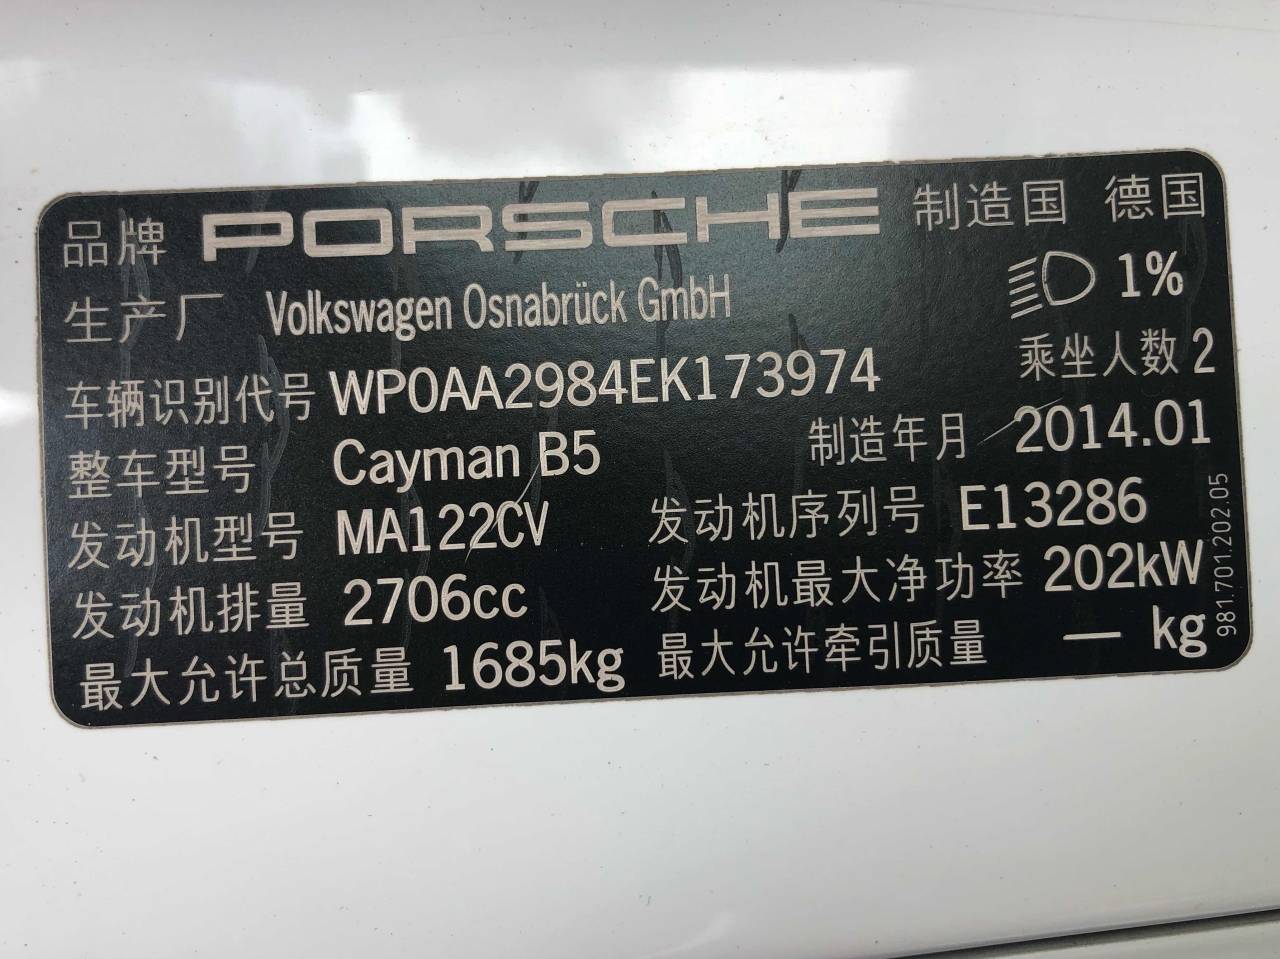 品牌 PORSCHE 制造国 德国
生产厂 Volkswagen Osnabrück GmbH 1%
车辆识别代号 WP0AA2984EK173974 乘坐人数 2
整车型号 Cayman B5 制造年月 2014.01
发动机型号 MA122CV 发动机序列号 E13286
发动机排量 2706cc 发动机最大净功率 202kW
最大允许总质量 1685kg 最大允许牵引质量 — kg
981.701.202.05